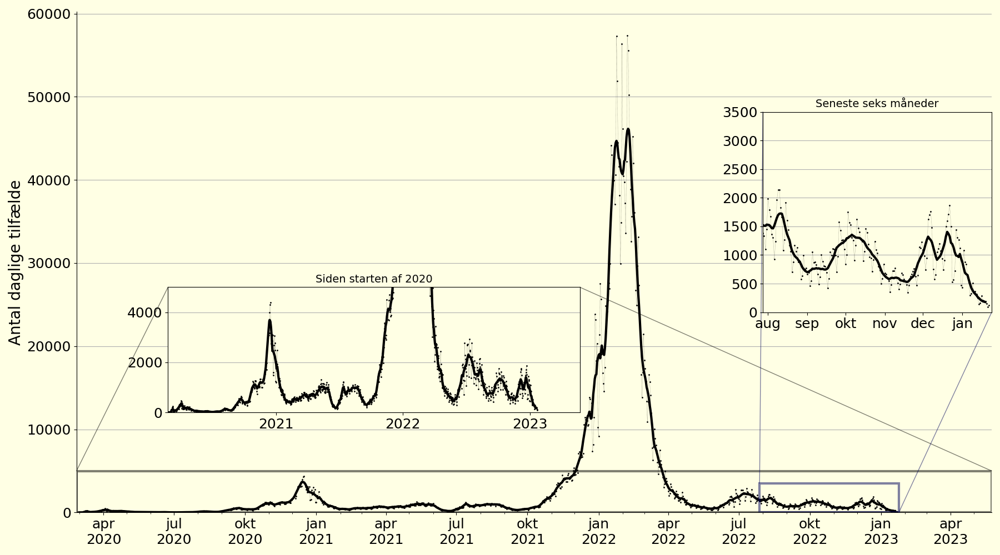 60000
50000
40000
30000
20000
10000
0
Antal daglige tilfælde
Seneste seks måneder
3500
3000
2500
2000
1500
1000
500
0
aug sep okt nov dec jan
Siden starten af 2020
4000
2000
0
2021 2022 2023
apr jul okt jan apr jul okt jan apr jul okt jan apr
2020 2020 2020 2021 2021 2021 2021 2022 2022 2022 2022 2023 2023